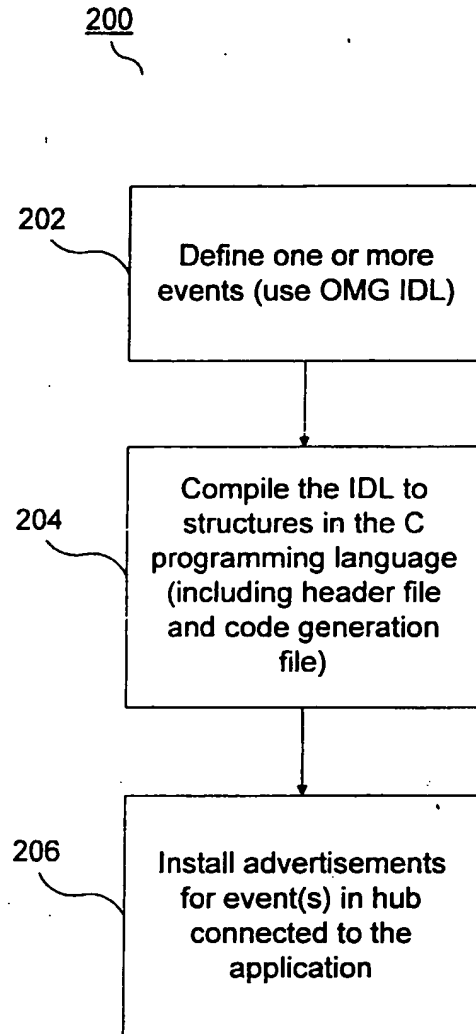 200
202
Define one or more
events (use OMG IDL)
204
Compile the IDL to
structures in the C
programming language
(including header file
and code generation
file)
206
Install advertisements
for event(s) in hub
connected to the
application